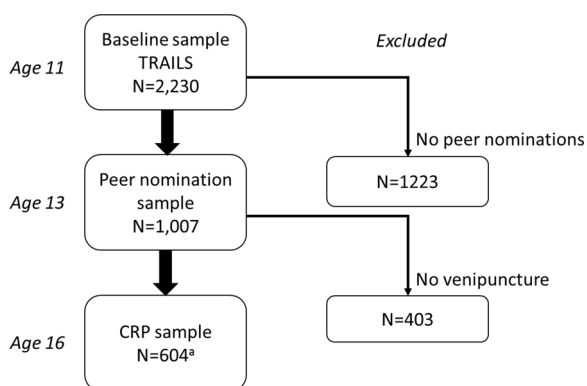 Baseline sample
TRAILS
N=2,230
Excluded
Age 11
No peer nominations
N=1223
Peer nomination
sample
N=1,007
Age 13
No venipuncture
N=403
CRP sample
N=604ᵃ
Age 16